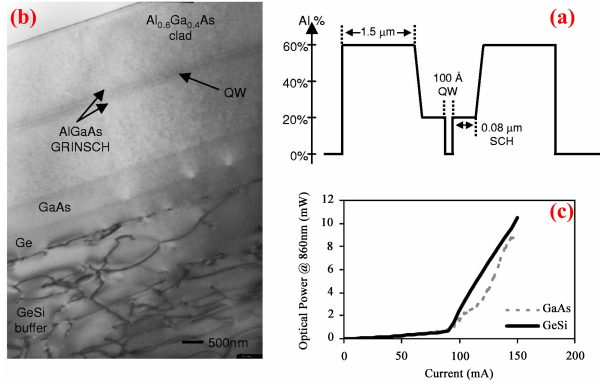 (b)
Al0.6Ga0.4As
clad
QW
AlGaAs
GRINSCH
GaAs
Ge
GeSi
buffer
500nm
(a)
Al %
60%
40%
20%
0%
1.5 µm
100 Å
QW
0.08 µm
SCH
(c)
Optical Power @ 860nm (mW)
12
10
8
6
4
2
0
0 50 100 150 200
Current (mA)
GaAs
GeSi